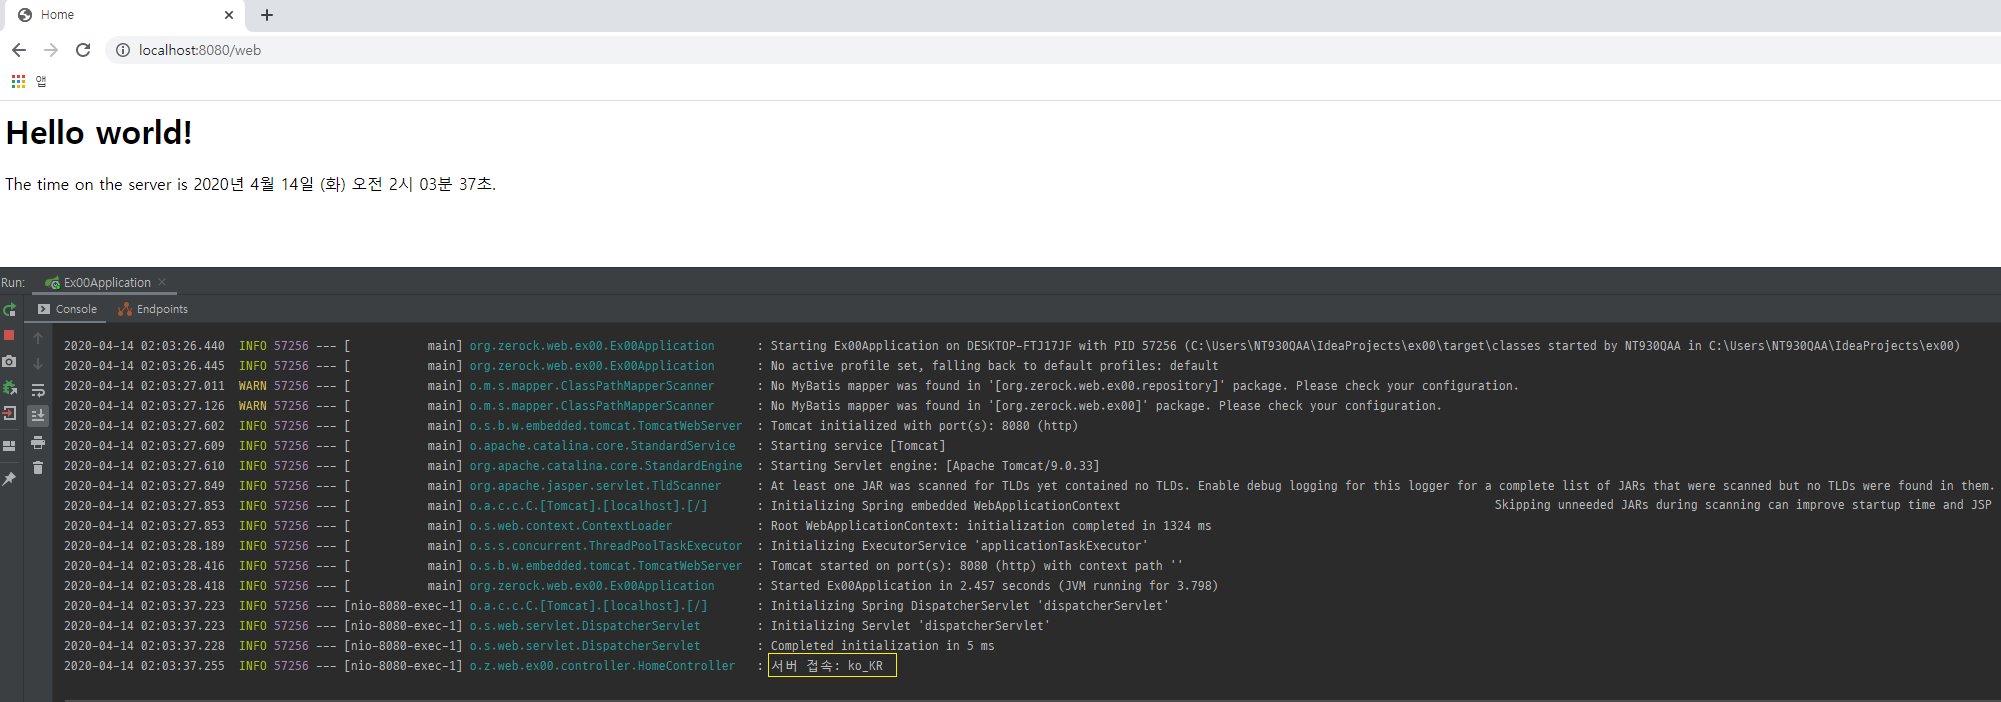 Home
localhost:8080/web
앱
Hello world!
The time on the server is 2020년 4월 14일 (화) 오전 2시 03분 37초.
Run: Ex00Application
Console Endpoints
2020-04-14 02:03:26.440 INFO 57256 --- [ main] org.zerock.web.ex00.Ex00Application : Starting Ex00Application on DESKTOP-FTJ17JF with PID 57256 (C:\Users\NT930QAA\IdeaProjects\ex00\target\classes started by NT930QAA in C:\Users\NT930QAA\IdeaProjects\ex00)
2020-04-14 02:03:26.445 INFO 57256 --- [ main] org.zerock.web.ex00.Ex00Application : No active profile set, falling back to default profiles: default
2020-04-14 02:03:27.011 WARN 57256 --- [ main] o.m.s.mapper.ClassPathMapperScanner : No MyBatis mapper was found in '[org.zerock.web.ex00.repository]' package. Please check your configuration.
2020-04-14 02:03:27.126 WARN 57256 --- [ main] o.m.s.mapper.ClassPathMapperScanner : No MyBatis mapper was found in '[org.zerock.web.ex00]' package. Please check your configuration.
2020-04-14 02:03:27.602 INFO 57256 --- [ main] o.s.b.w.embedded.tomcat.TomcatWebServer : Tomcat initialized with port(s): 8080 (http)
2020-04-14 02:03:27.609 INFO 57256 --- [ main] o.apache.catalina.core.StandardService : Starting service [Tomcat]
2020-04-14 02:03:27.610 INFO 57256 --- [ main] org.apache.catalina.core.StandardEngine : Starting Servlet engine: [Apache Tomcat/9.0.33]
2020-04-14 02:03:27.849 INFO 57256 --- [ main] org.apache.jasper.servlet.TldScanner : At least one JAR was scanned for TLDs yet contained no TLDs. Enable debug logging for this logger for a complete list of JARs that were scanned but no TLDs were found in them.
2020-04-14 02:03:27.853 INFO 57256 --- [ main] o.a.c.c.C.[Tomcat].[localhost].[/] : Initializing Spring embedded WebApplicationContext Skipping unneeded JARs during scanning can improve startup time and JSP
2020-04-14 02:03:27.853 INFO 57256 --- [ main] o.s.web.context.ContextLoader : Root WebApplicationContext: initialization completed in 1324 ms
2020-04-14 02:03:28.189 INFO 57256 --- [ main] o.s.s.concurrent.ThreadPoolTaskExecutor : Initializing ExecutorService 'applicationTaskExecutor'
2020-04-14 02:03:28.416 INFO 57256 --- [ main] o.s.b.w.embedded.tomcat.TomcatWebServer : Tomcat started on port(s): 8080 (http) with context path ''
2020-04-14 02:03:28.418 INFO 57256 --- [ main] org.zerock.web.ex00.Ex00Application : Started Ex00Application in 2.457 seconds (JVM running for 3.798)
2020-04-14 02:03:37.223 INFO 57256 --- [nio-8080-exec-1] o.a.c.c.C.[Tomcat].[localhost].[/] : Initializing Spring DispatcherServlet 'dispatcherServlet'
2020-04-14 02:03:37.223 INFO 57256 --- [nio-8080-exec-1] o.s.web.servlet.DispatcherServlet : Initializing Servlet 'dispatcherServlet'
2020-04-14 02:03:37.228 INFO 57256 --- [nio-8080-exec-1] o.s.web.servlet.DispatcherServlet : Completed initialization in 5 ms
2020-04-14 02:03:37.255 INFO 57256 --- [nio-8080-exec-1] o.z.web.ex00.controller.HomeController : 서버 접속: ko_KR